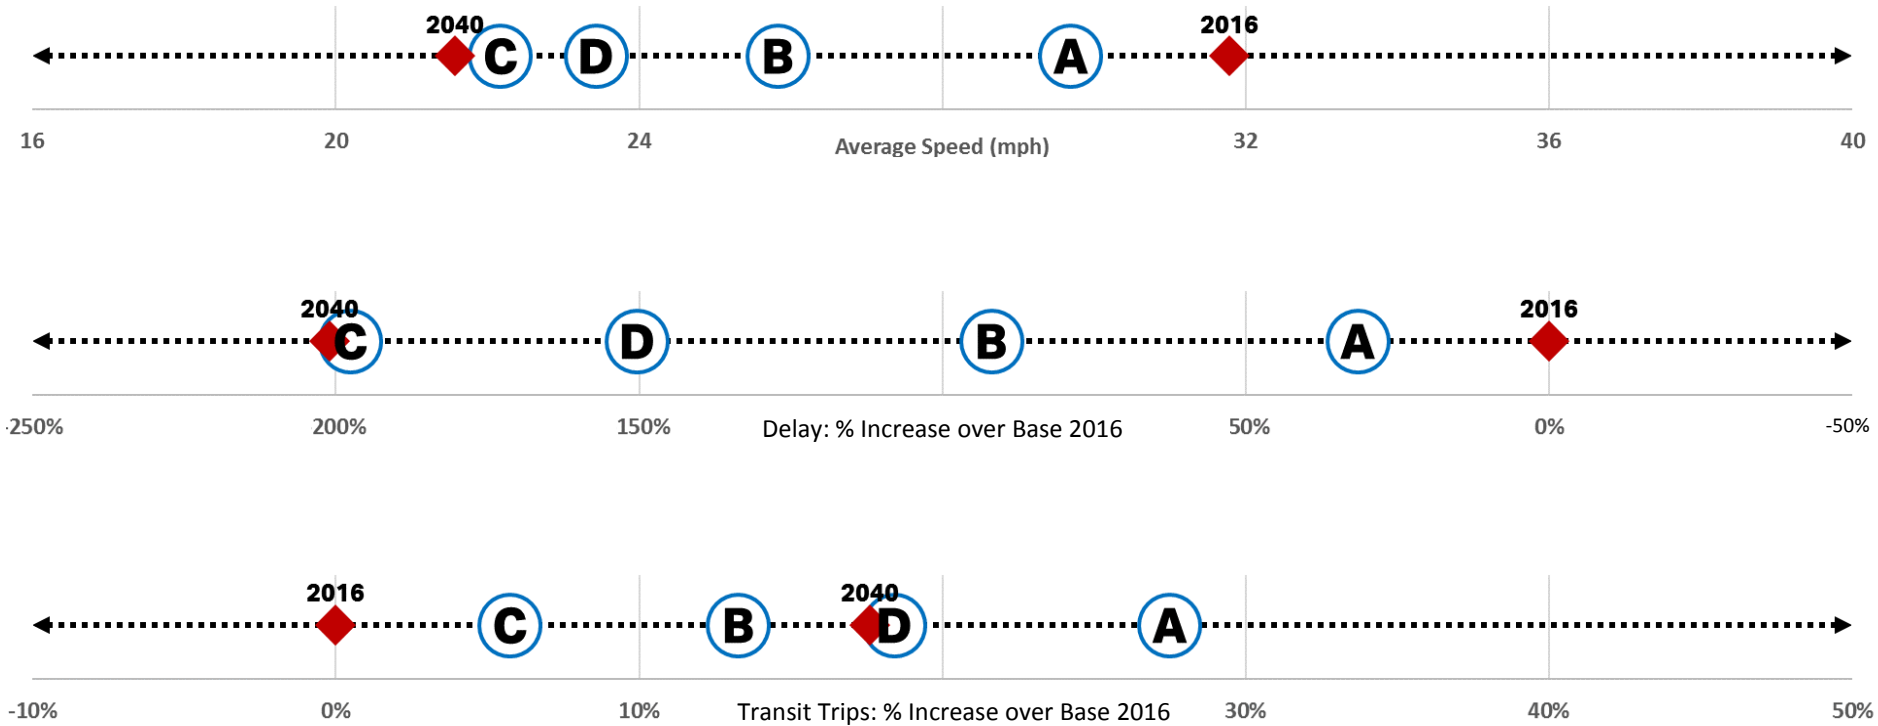 2040 2016
C D B A
16 20 24 Average Speed (mph) 32 36 40
2040 2016
C D B A
-250% 200% 150% Delay: % Increase over Base 2016 50% 0% -50%
2016 2040
C B D A
-10% 0% 10% Transit Trips: % Increase over Base 2016 30% 40% 50%